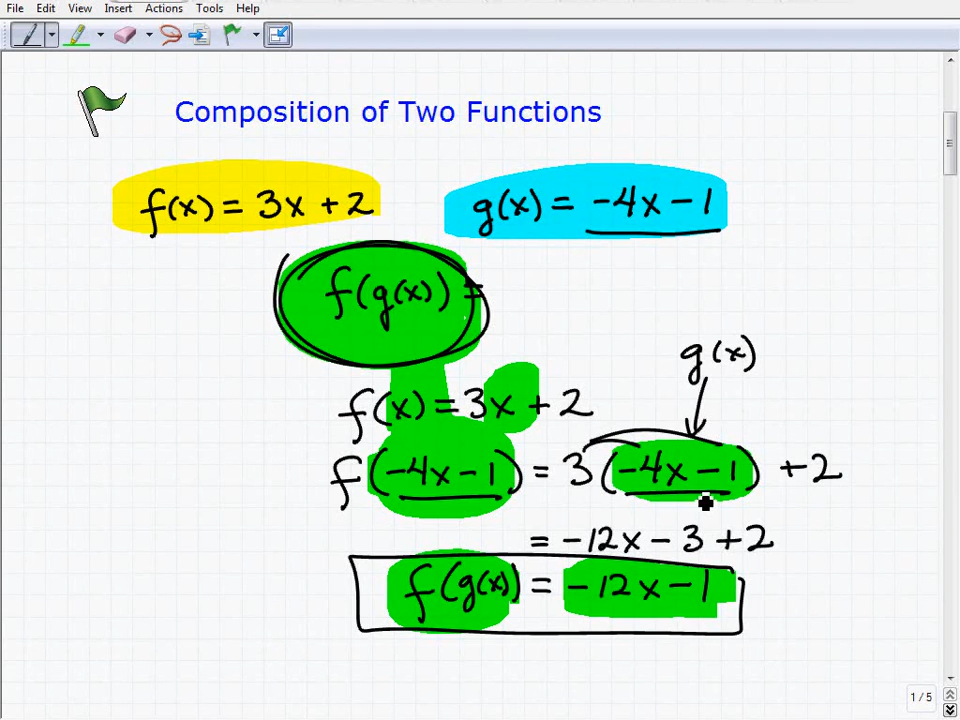 File Edit View Insert Actions Tools Help
Composition of Two Functions
f(x) = 3x + 2 g(x) = -4x - 1
f(g(x)) =
g(x)
f(x) = 3x + 2
f(-4x - 1) = 3(-4x - 1) + 2
= -12x - 3 + 2
f(g(x)) = -12x - 1
1 / 5